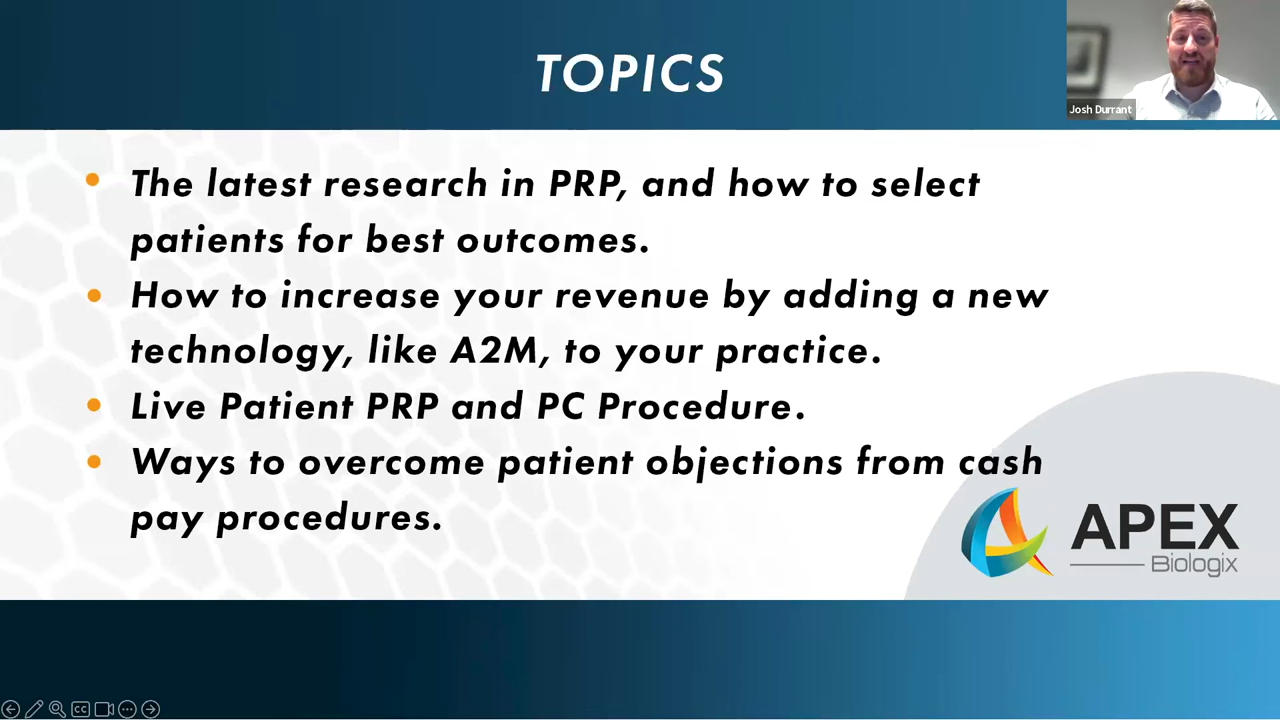 TOPICS
Josh Durrant
• The latest research in PRP, and how to select
patients for best outcomes.
• How to increase your revenue by adding a new
technology, like A2M, to your practice.
• Live Patient PRP and PC Procedure.
• Ways to overcome patient objections from cash
pay procedures.
APEX
Biologix
CC